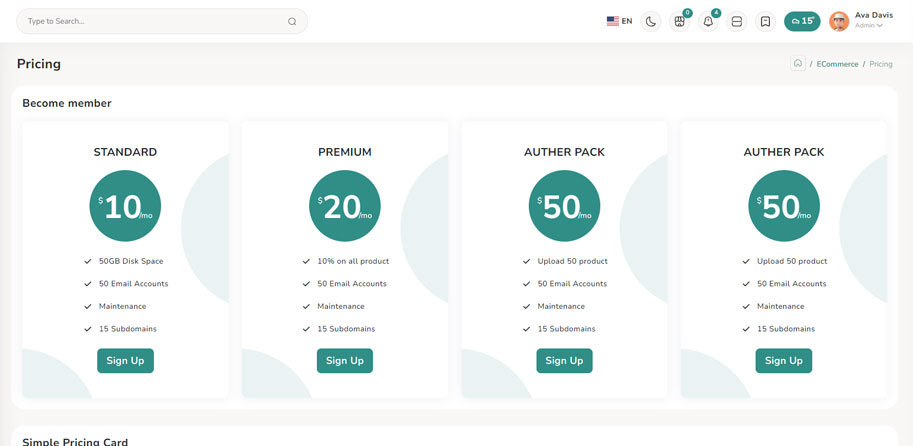 Type to Search...
EN
0
4
15°
Ava Davis
Admin
Pricing
/ ECommerce / Pricing
Become member
STANDARD
$10/mo
50GB Disk Space
50 Email Accounts
Maintenance
15 Subdomains
Sign Up
PREMIUM
$20/mo
10% on all product
50 Email Accounts
Maintenance
15 Subdomains
Sign Up
AUTHER PACK
$50/mo
Upload 50 product
50 Email Accounts
Maintenance
15 Subdomains
Sign Up
AUTHER PACK
$50/mo
Upload 50 product
50 Email Accounts
Maintenance
15 Subdomains
Sign Up
Simple Pricing Card